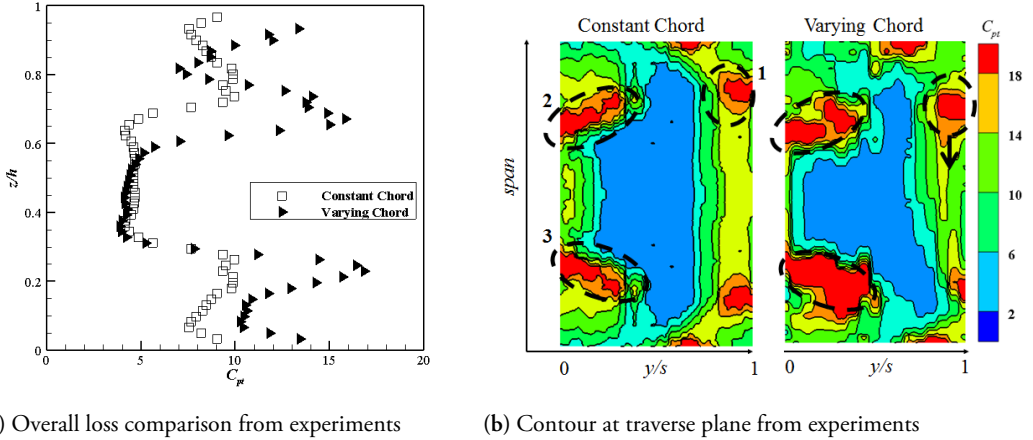 1
0.8
0.6
0.4
0.2
0
z/h
0 5 10 15 20
C_pt
Constant Chord
Varying Chord
) Overall loss comparison from experiments
Constant Chord
Varying Chord
C_pt
1
2
3
span
0 y/s 1
0 y/s 1
18
14
10
6
2
(b) Contour at traverse plane from experiments